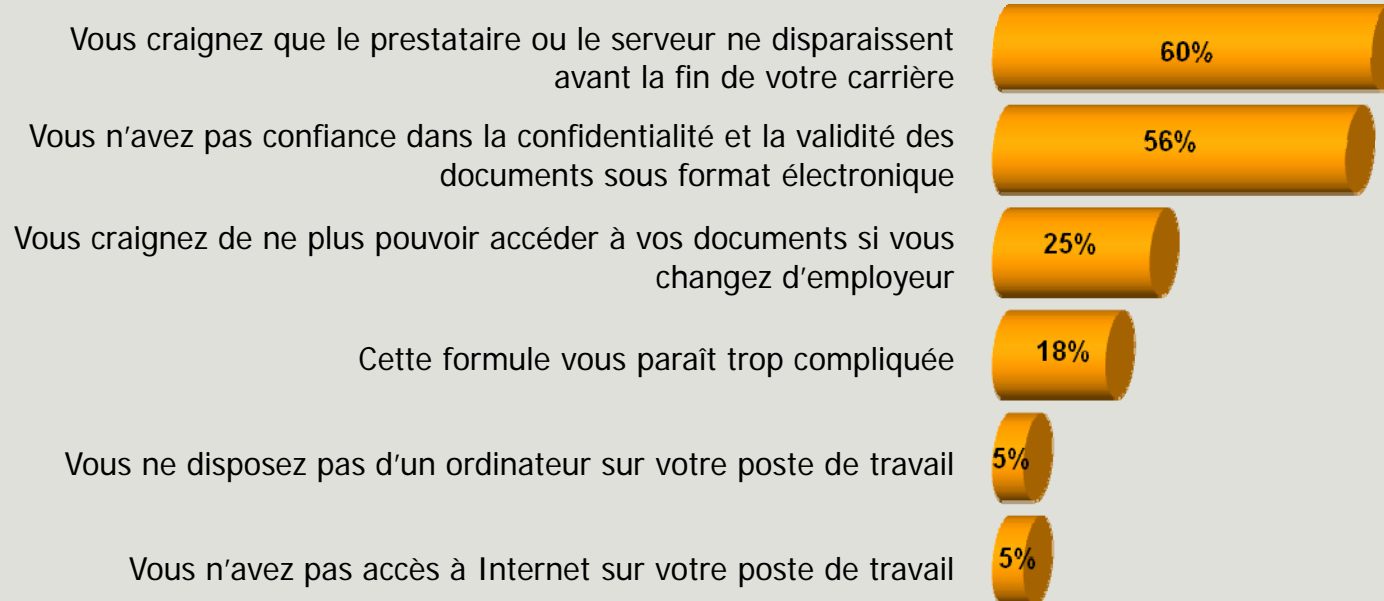 Vous craignez que le prestataire ou le serveur ne disparaissent
avant la fin de votre carrière
60%
Vous n’avez pas confiance dans la confidentialité et la validité des
documents sous format électronique
56%
Vous craignez de ne plus pouvoir accéder à vos documents si vous
changez d’employeur
25%
Cette formule vous paraît trop compliquée
18%
Vous ne disposez pas d’un ordinateur sur votre poste de travail
5%
Vous n’avez pas accès à Internet sur votre poste de travail
5%